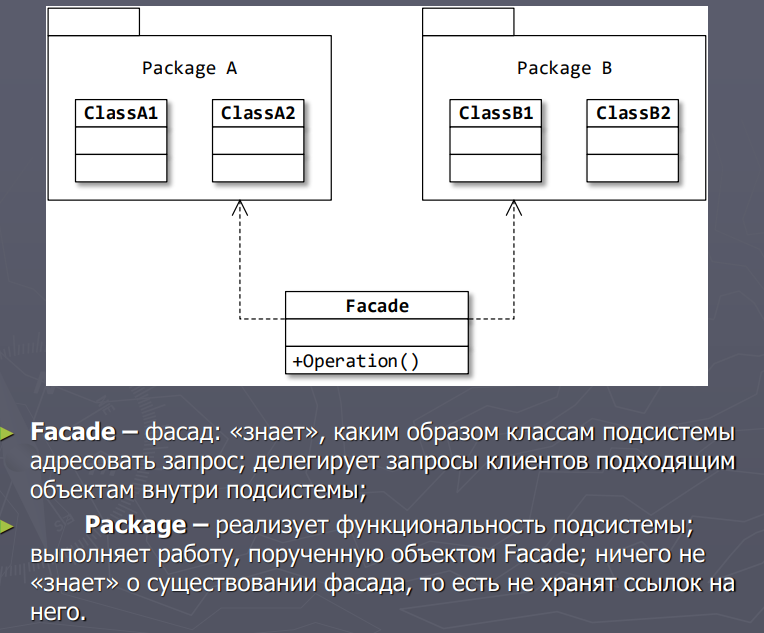 Package A
Package B
ClassA1
ClassA2
ClassB1
ClassB2
Facade
+Operation()
Facade – фасад: «знает», каким образом классам подсистемы
адресовать запрос; делегирует запросы клиентов подходящим
объектам внутри подсистемы;
Package – реализует функциональность подсистемы;
выполняет работу, порученную объектом Facade; ничего не
«знает» о существовании фасада, то есть не хранят ссылок на
него.